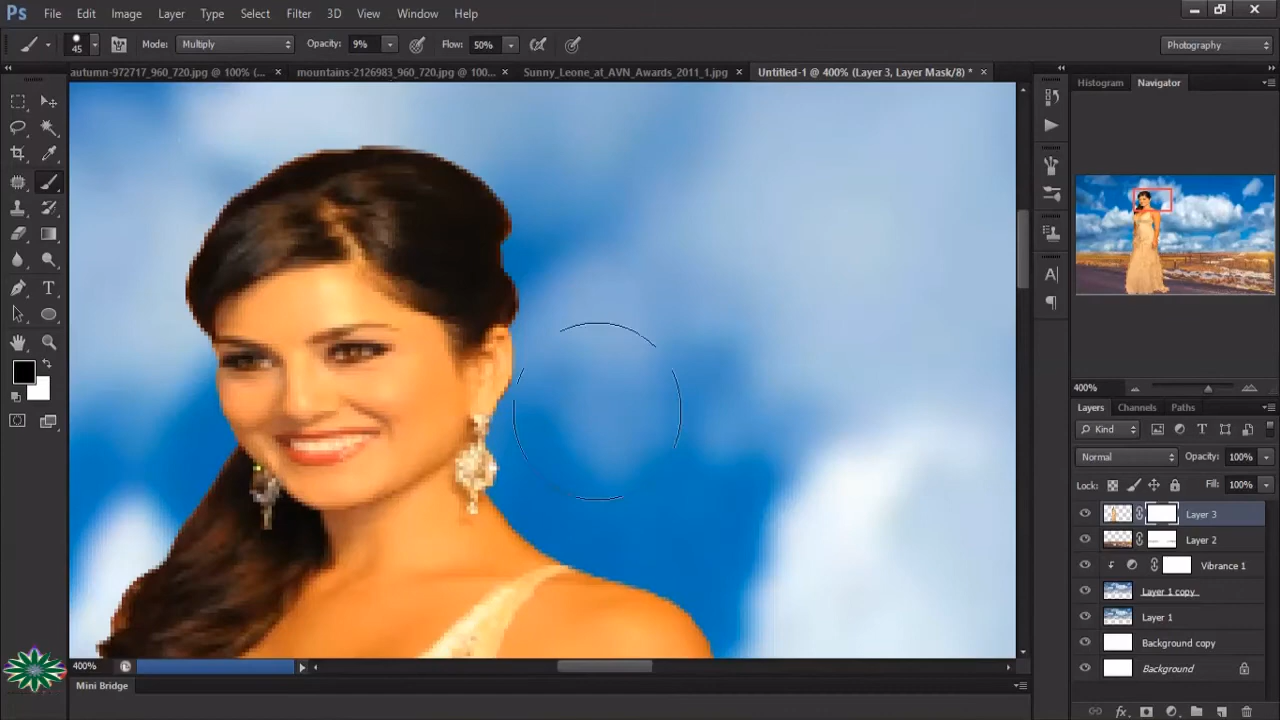 Ps File Edit Image Layer Type Select Filter 3D View Window Help
45 Mode: Multiply Opacity: 9% Flow: 50% Photography
autumn-972717_960_720.jpg @ 100% (... × mountains-2126983_960_720.jpg @ 100... × Sunny_Leone_at_AVN_Awards_2011_1.jpg × Untitled-1 @ 400% (Layer 3, Layer Mask/8) * ×
Histogram Navigator
400%
Layers Channels Paths
Kind
Normal Opacity: 100%
Lock: Fill: 100%
Layer 3
Layer 2
Vibrance 1
Layer 1 copy
Layer 1
Background copy
Background
400%
Mini Bridge